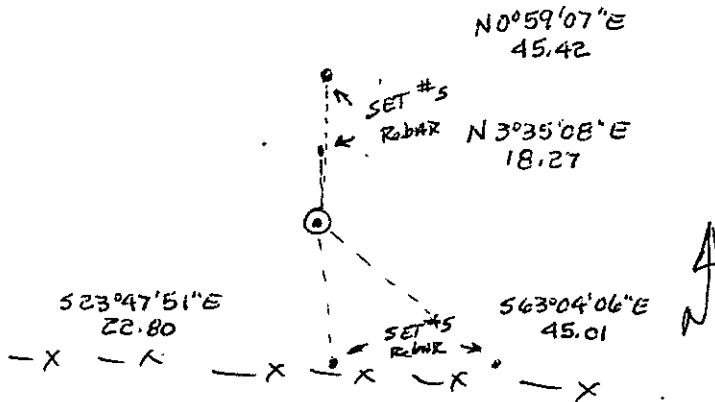 N0°59'07"E
45.42
SET #5
RebAR
N 3°35'08"E
18.27
S23°47'51"E
22.80
SET #5
RebAR
S63°04'06"E
45.01
N